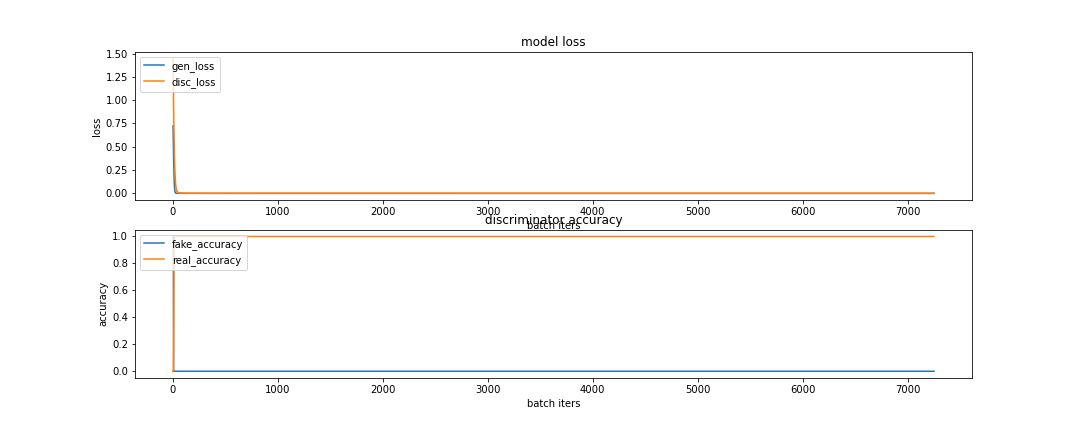 model loss
1.50
1.25
1.00
0.75
0.50
0.25
0.00
loss
gen_loss
disc_loss
0 1000 2000 3000 4000 5000 6000 7000
batch iters
discriminator accuracy
1.0
0.8
0.6
0.4
0.2
0.0
accuracy
fake_accuracy
real_accuracy
0 1000 2000 3000 4000 5000 6000 7000
batch iters